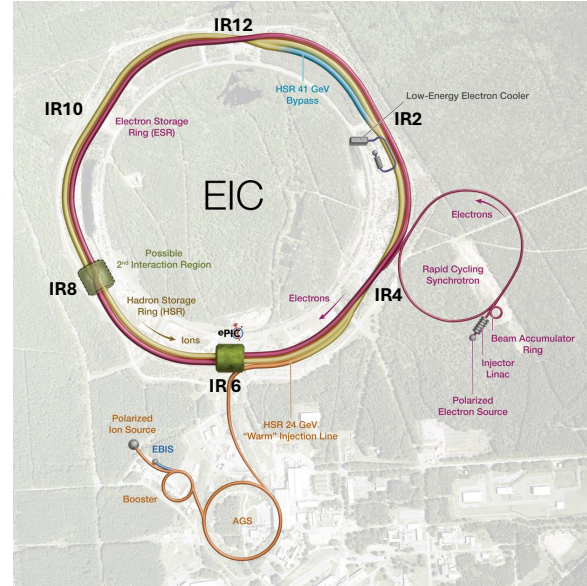 IR12
HSR 41 GeV
Bypass
Low-Energy Electron Cooler
IR10
IR2
Electron Storage
Ring (ESR)
EIC
Electrons
Possible
2nd Interaction Region
Rapid Cycling
Synchrotron
IR8
IR4
Hadron Storage
Ring (HSR)
Electrons
Ions
ePIC
Beam Accumulator
Ring
Injector
Linac
IR6
Polarized
Electron Source
Polarized
Ion Source
HSR 24 GeV
"Warm" Injection Line
EBIS
Booster
AGS